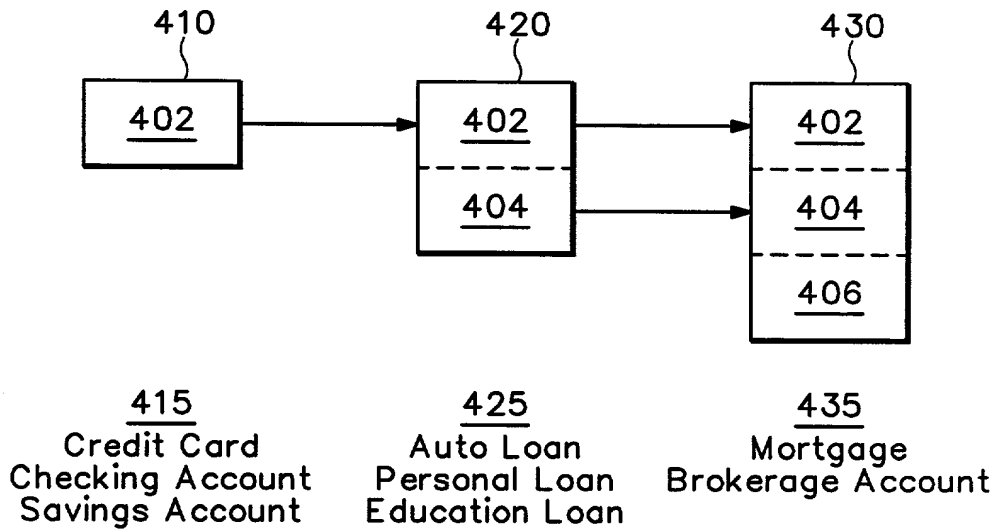 410 420 430
402 402 402
404 404
406
415 425 435
Credit Card Auto Loan Mortgage
Checking Account Personal Loan Brokerage Account
Savings Account Education Loan